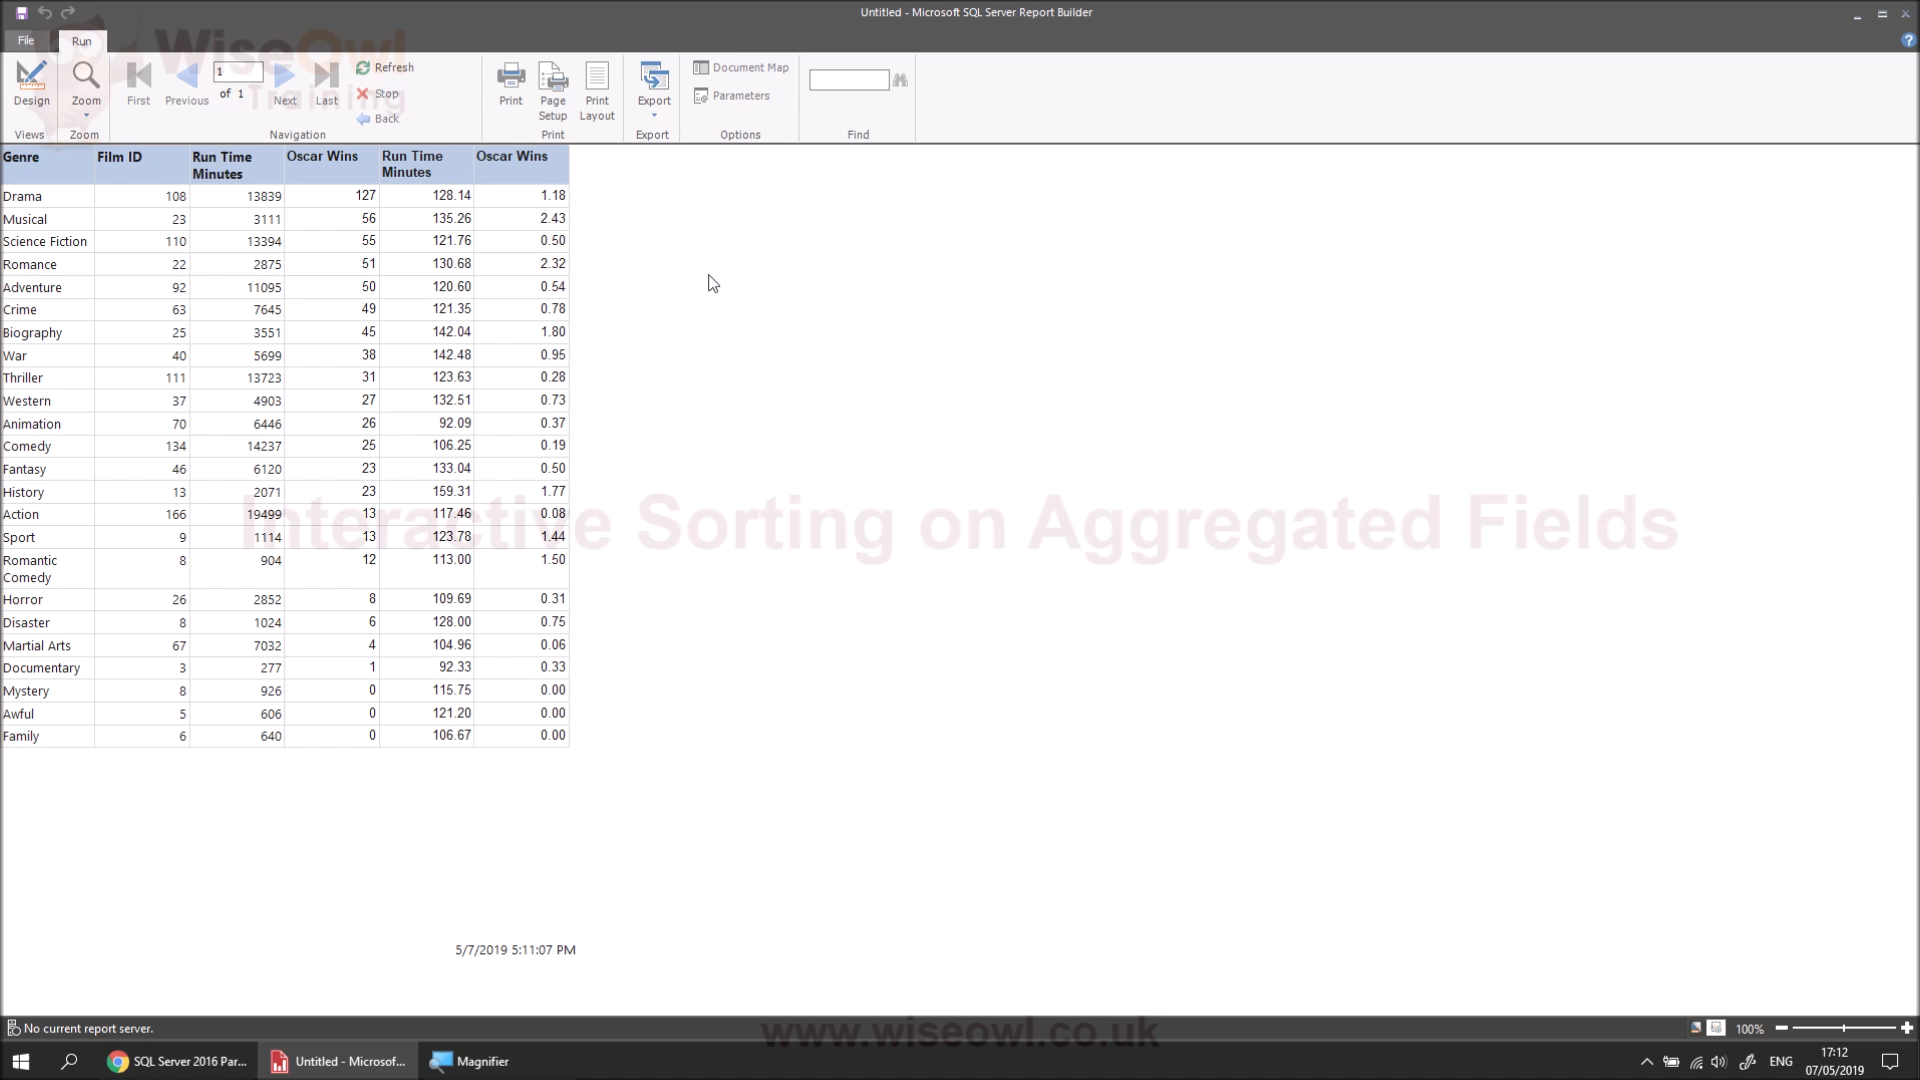 Untitled - Microsoft SQL Server Report Builder
File Run
WiseOwl
Training
Design Zoom First Previous 1 of 1 Next Last Refresh Stop Back Print Page Setup Print Layout Export Document Map Parameters
Views Zoom Navigation Print Export Options Find
Genre Film ID Run Time Minutes Oscar Wins Run Time Minutes Oscar Wins
Drama 108 13839 127 128.14 1.18
Musical 23 3111 56 135.26 2.43
Science Fiction 110 13394 55 121.76 0.50
Romance 22 2875 51 130.68 2.32
Adventure 92 11095 50 120.60 0.54
Crime 63 7645 49 121.35 0.78
Biography 25 3551 45 142.04 1.80
War 40 5699 38 142.48 0.95
Thriller 111 13723 31 123.63 0.28
Western 37 4903 27 132.51 0.73
Animation 70 6446 26 92.09 0.37
Comedy 134 14237 25 106.25 0.19
Fantasy 46 6120 23 133.04 0.50
History 13 2071 23 159.31 1.77
Action 166 19499 13 117.46 0.08
Interactive Sorting on Aggregated Fields
Sport 9 1114 13 123.78 1.44
Romantic Comedy 8 904 12 113.00 1.50
Horror 26 2852 8 109.69 0.31
Disaster 8 1024 6 128.00 0.75
Martial Arts 67 7032 4 104.96 0.06
Documentary 3 277 1 92.33 0.33
Mystery 8 926 0 115.75 0.00
Awful 5 606 0 121.20 0.00
Family 6 640 0 106.67 0.00
5/7/2019 5:11:07 PM
No current report server.
www.wiseowl.co.uk
100%
SQL Server 2016 Par... Untitled - Microsof... Magnifier ENG 17:12
07/05/2019